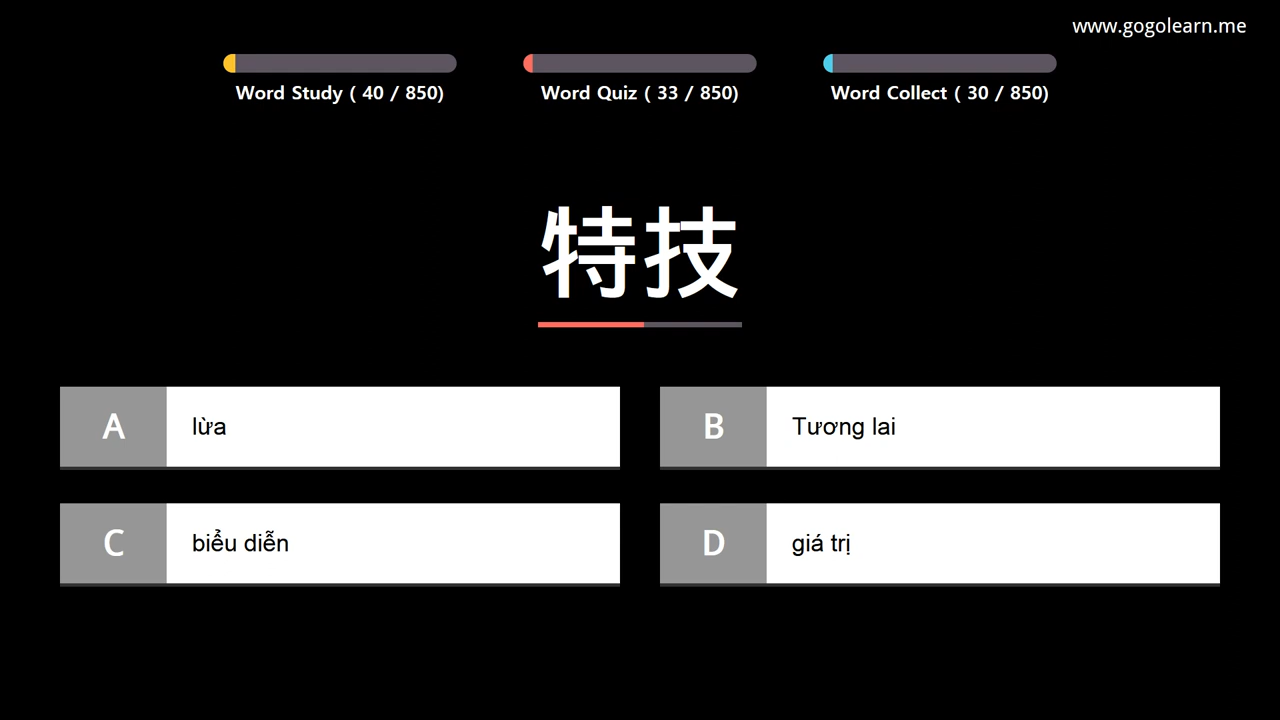 www.gogolearn.me
Word Study ( 40 / 850)
Word Quiz ( 33 / 850)
Word Collect ( 30 / 850)
特技
A lừa
B Tương lai
C biểu diễn
D giá trị